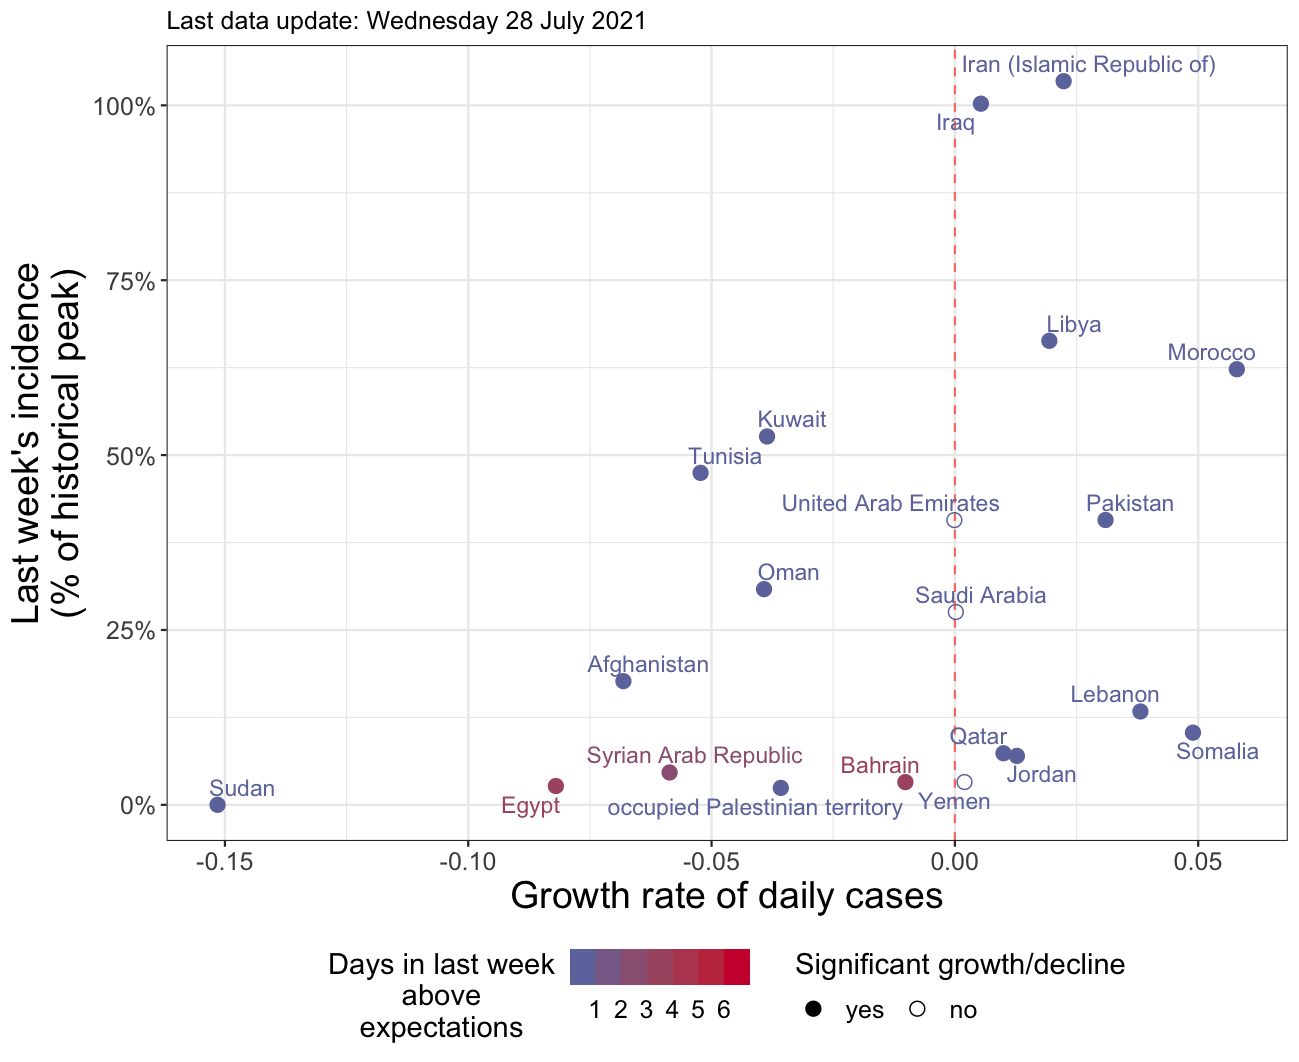 Last data update: Wednesday 28 July 2021
Last week's incidence
(% of historical peak)
100%
75%
50%
25%
0%
Iran (Islamic Republic of)
Iraq
Libya
Morocco
Kuwait
Tunisia
United Arab Emirates
Pakistan
Oman
Saudi Arabia
Afghanistan
Lebanon
Qatar
Somalia
Syrian Arab Republic
Bahrain
Jordan
Sudan
Egypt
occupied Palestinian territory
Yemen
-0.15
-0.10
-0.05
0.00
0.05
Growth rate of daily cases
Days in last week
above
expectations
1 2 3 4 5 6
Significant growth/decline
yes
no